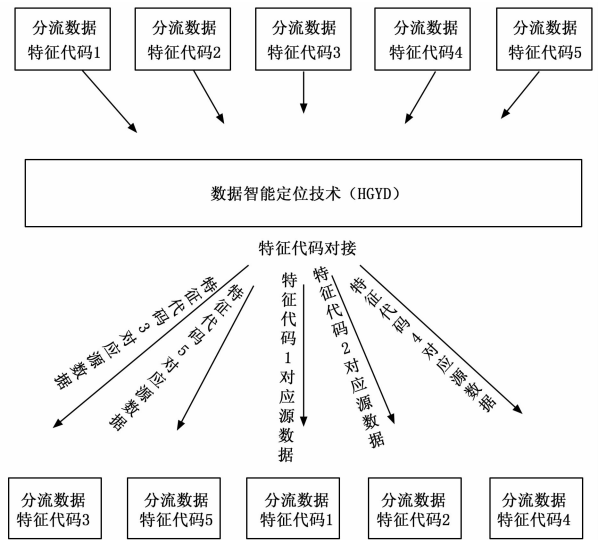 分流数据
特征代码1
分流数据
特征代码2
分流数据
特征代码3
分流数据
特征代码4
分流数据
特征代码5
数据智能定位技术（HGYD）
特征代码对接
特征代码3对应源数据
特征代码5对应源数据
特征代码1对应源数据
特征代码2对应源数据
特征代码4对应源数据
分流数据
特征代码3
分流数据
特征代码5
分流数据
特征代码1
分流数据
特征代码2
分流数据
特征代码4